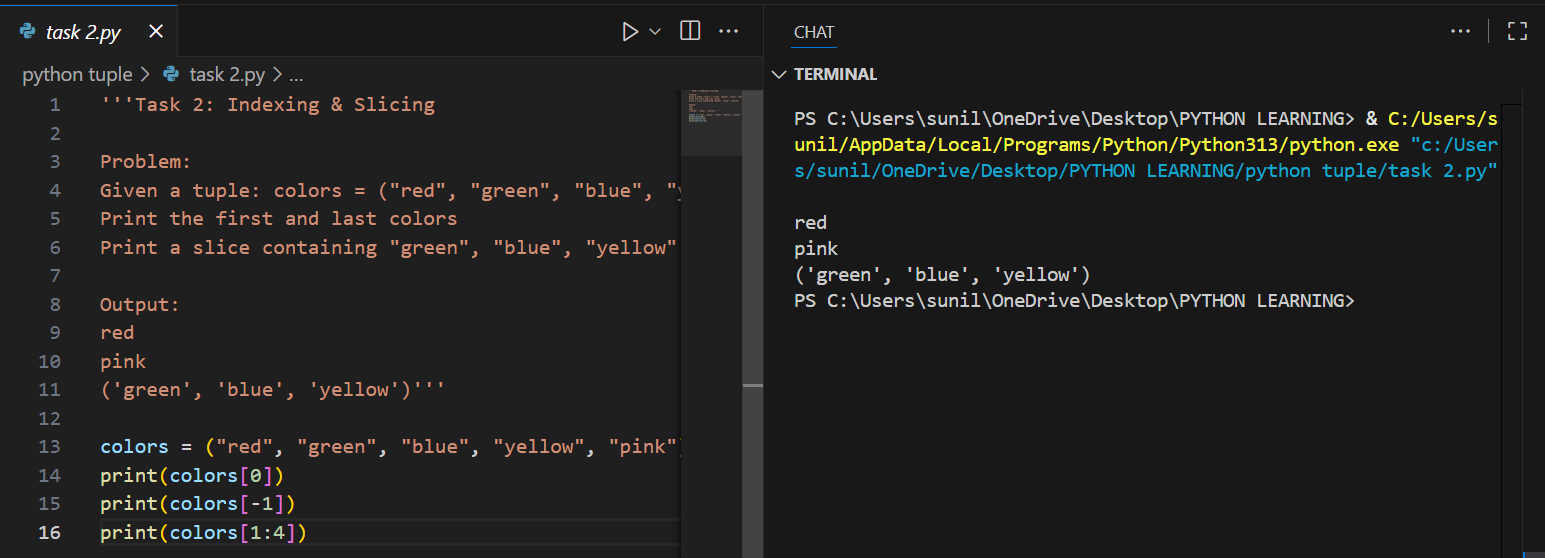 task 2.py
python tuple > task 2.py > ...
1 '''Task 2: Indexing & Slicing
2
3 Problem:
4 Given a tuple: colors = ("red", "green", "blue", "y
5 Print the first and last colors
6 Print a slice containing "green", "blue", "yellow"
7
8 Output:
9 red
10 pink
11 ('green', 'blue', 'yellow')'''
12
13 colors = ("red", "green", "blue", "yellow", "pink")
14 print(colors[0])
15 print(colors[-1])
16 print(colors[1:4])
CHAT
TERMINAL
PS C:\Users\sunil\OneDrive\Desktop\PYTHON LEARNING> & C:/Users/s
unil/AppData/Local/Programs/Python/Python313/python.exe "c:/User
s/sunil/OneDrive/Desktop/PYTHON LEARNING/python tuple/task 2.py"
red
pink
('green', 'blue', 'yellow')
PS C:\Users\sunil\OneDrive\Desktop\PYTHON LEARNING>